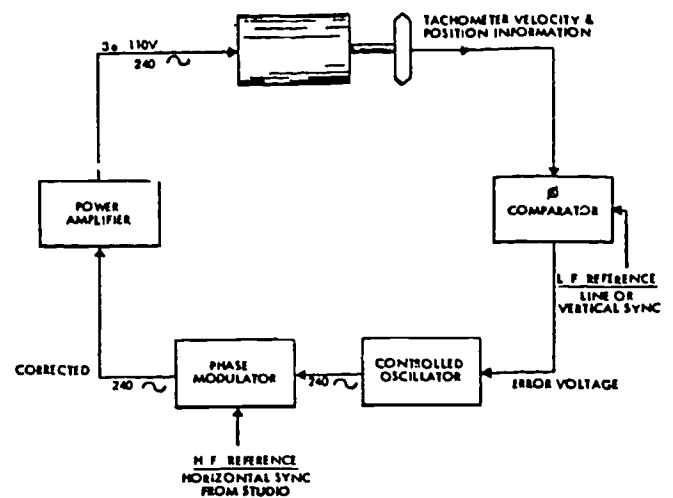 TACHOMETER VELOCITY &
POSITION INFORMATION
3ø 110V
240
POWER
AMPLIFIER
ø
COMPARATOR
L F REFERENCE
LINE OR
VERTICAL SYNC
CORRECTED
240
PHASE
MODULATOR
240
CONTROLLED
OSCILLATOR
ERROR VOLTAGE
H F REFERENCE
HORIZONTAL SYNC
FROM STUDIO